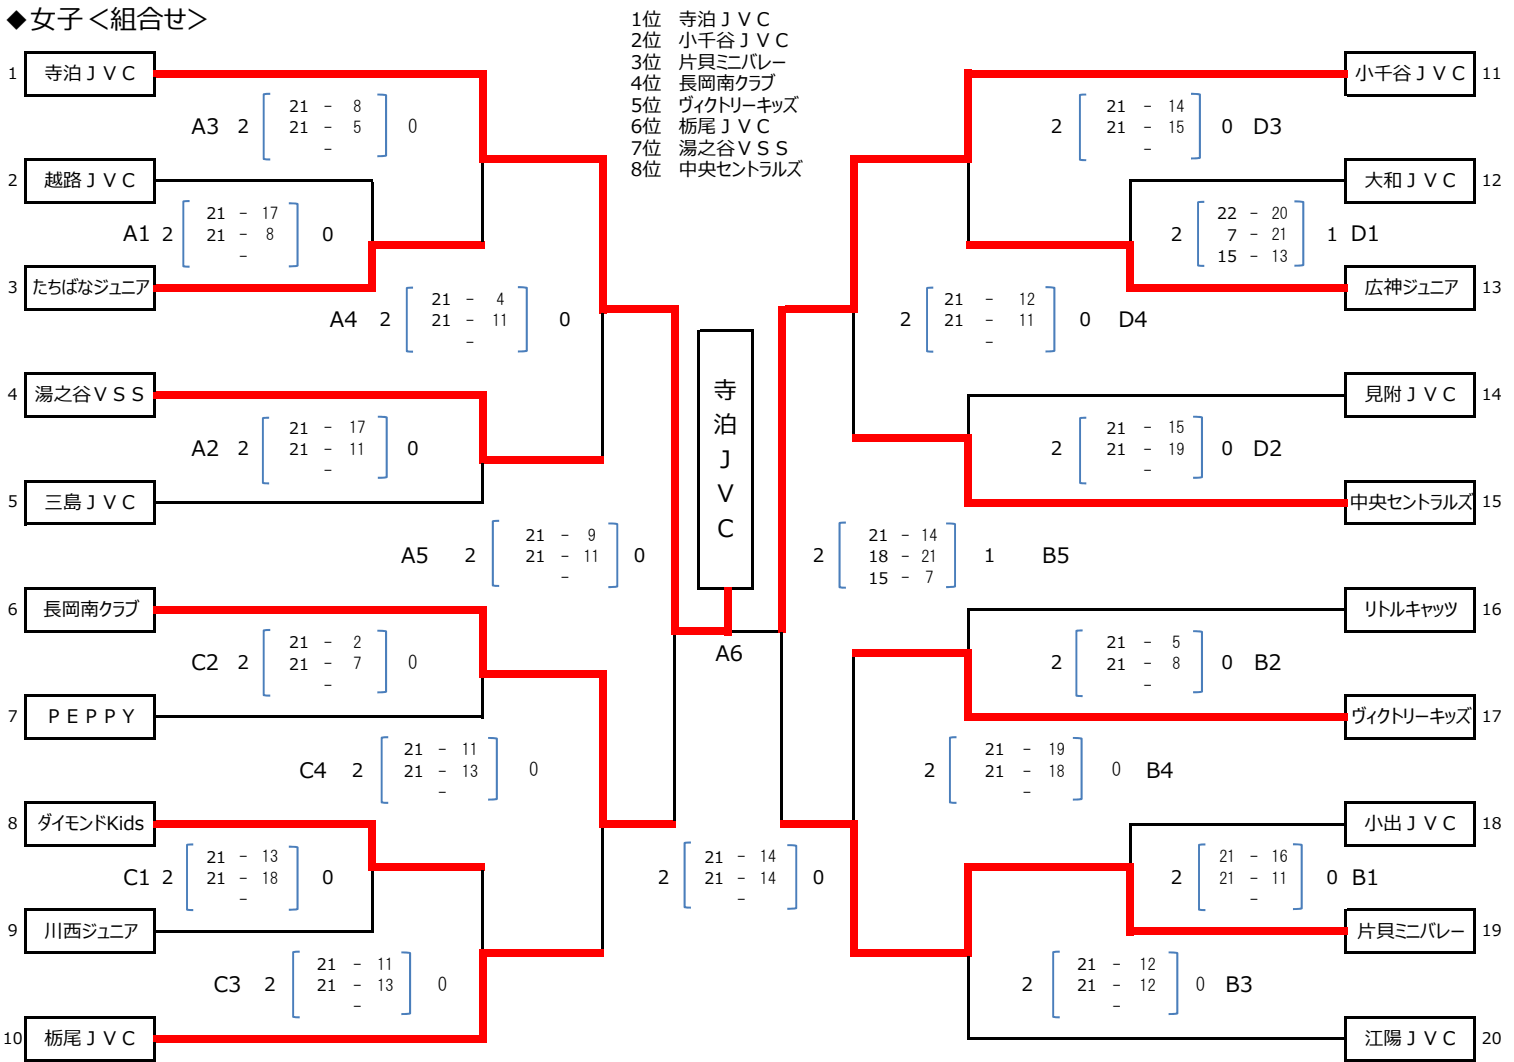 ◆女子＜組合せ＞
1位 寺泊ＪＶＣ
2位 小千谷ＪＶＣ
3位 片貝ミニバレー
4位 長岡南クラブ
5位 ヴィクトリーキッズ
6位 栃尾ＪＶＣ
7位 湯之谷ＶＳＳ
8位 中央セントラルズ
1 寺泊ＪＶＣ
A3 2 0
21 - 8
21 - 5
-
2 越路ＪＶＣ
A1 2 0
21 - 17
21 - 8
-
3 たちばなジュニア
A4 2 0
21 - 4
21 - 11
-
4 湯之谷ＶＳＳ
A2 2 0
21 - 17
21 - 11
-
5 三島ＪＶＣ
A5 2 0
21 - 9
21 - 11
-
6 長岡南クラブ
C2 2 0
21 - 2
21 - 7
-
7 ＰＥＰＰＹ
C4 2 0
21 - 11
21 - 13
-
8 ダイモンドKids
C1 2 0
21 - 13
21 - 18
-
9 川西ジュニア
C3 2 0
21 - 11
21 - 13
-
10 栃尾ＪＶＣ
寺泊ＪＶＣ
A6
2 0
21 - 14
21 - 14
-
小千谷ＪＶＣ 11
2 0 D3
21 - 14
21 - 15
-
大和ＪＶＣ 12
2 1 D1
22 - 20
7 - 21
15 - 13
広神ジュニア 13
2 0 D4
21 - 12
21 - 11
-
見附ＪＶＣ 14
2 0 D2
21 - 15
21 - 19
-
中央セントラルズ 15
2 1 B5
21 - 14
18 - 21
15 - 7
リトルキャッツ 16
2 0 B2
21 - 5
21 - 8
-
ヴィクトリーキッズ 17
2 0 B4
21 - 19
21 - 18
-
小出ＪＶＣ 18
2 0 B1
21 - 16
21 - 11
-
片貝ミニバレー 19
2 0 B3
21 - 12
21 - 12
-
江陽ＪＶＣ 20